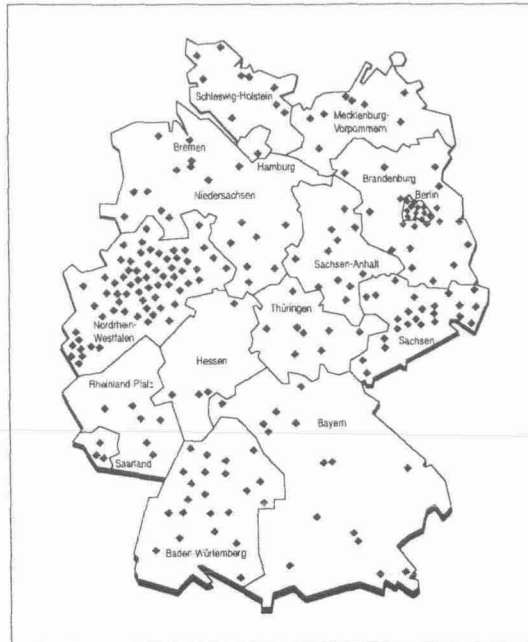 Schleswig-Holstein
Mecklenburg-
Vorpommern
Bremen
Hamburg
Brandenburg
Berlin
Niedersachsen
Sachsen-Anhalt
Thüringen
Nordrhein-
Westfalen
Sachsen
Hessen
Rheinland-Pfalz
Bayern
Saarland
Baden-Würtemberg